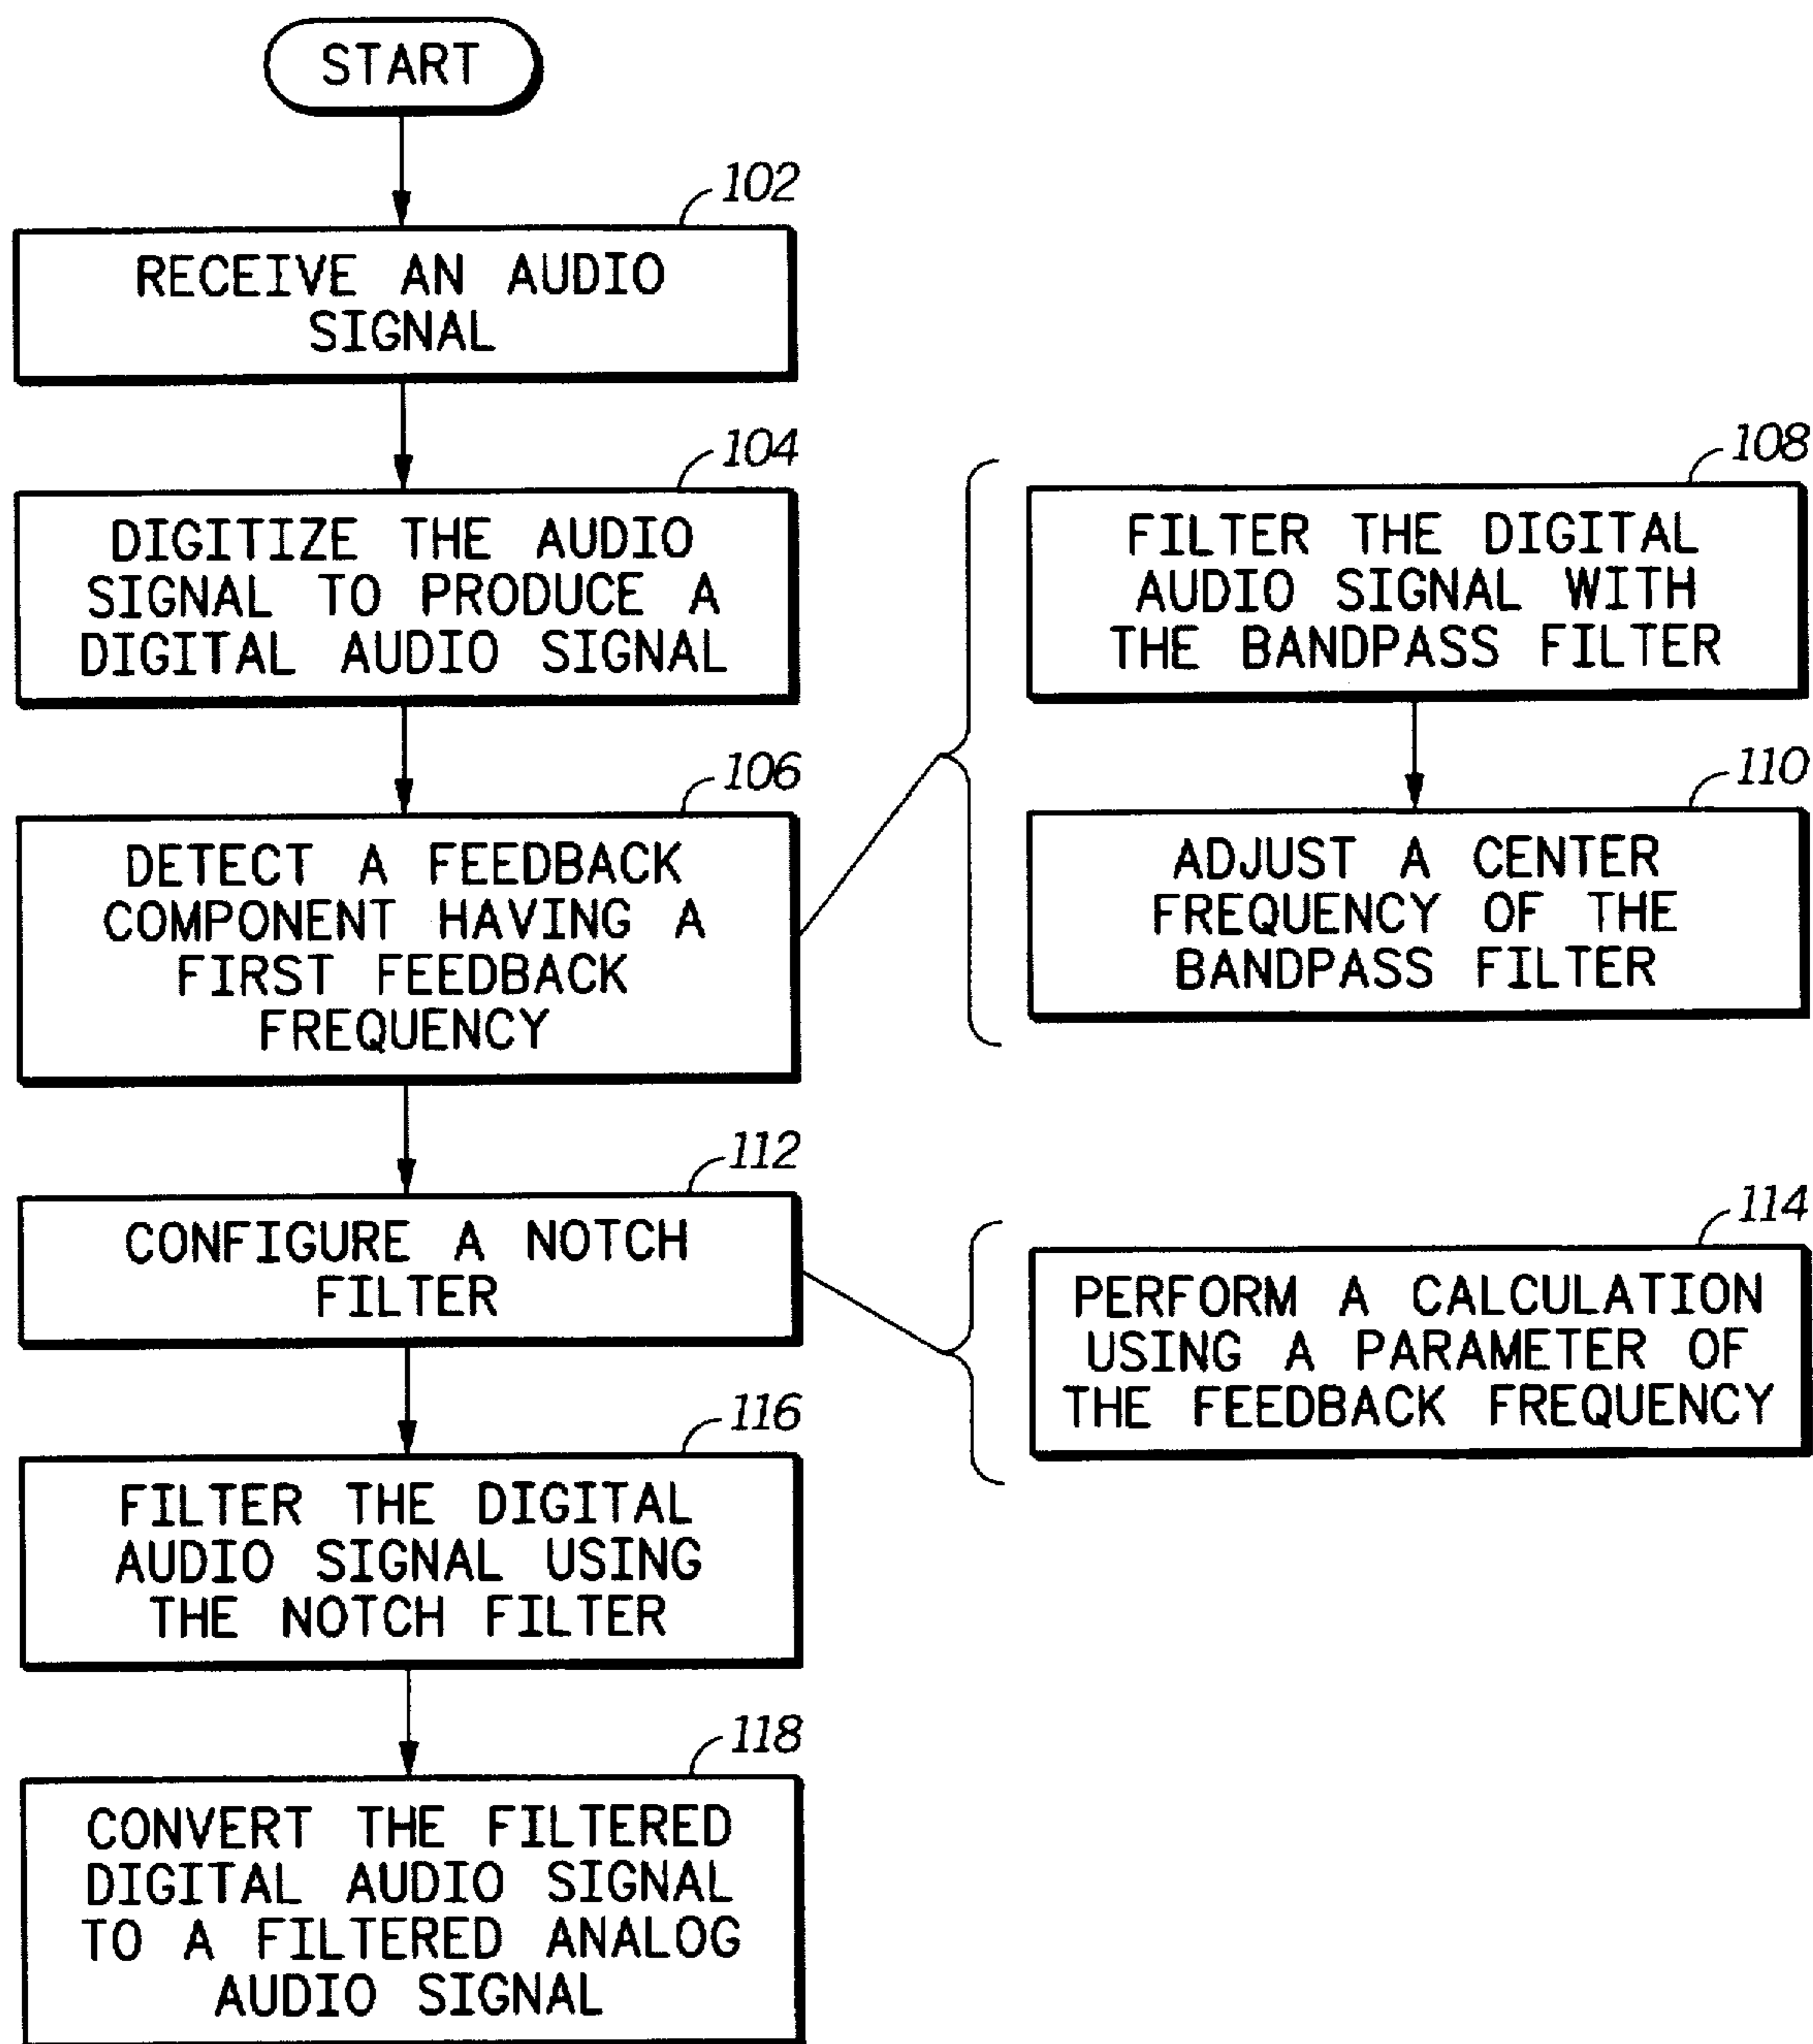 START
102
RECEIVE AN AUDIO
SIGNAL
104
DIGITIZE THE AUDIO
SIGNAL TO PRODUCE A
DIGITAL AUDIO SIGNAL
106
DETECT A FEEDBACK
COMPONENT HAVING A
FIRST FEEDBACK
FREQUENCY
108
FILTER THE DIGITAL
AUDIO SIGNAL WITH
THE BANDPASS FILTER
110
ADJUST A CENTER
FREQUENCY OF THE
BANDPASS FILTER
112
CONFIGURE A NOTCH
FILTER
114
PERFORM A CALCULATION
USING A PARAMETER OF
THE FEEDBACK FREQUENCY
116
FILTER THE DIGITAL
AUDIO SIGNAL USING
THE NOTCH FILTER
118
CONVERT THE FILTERED
DIGITAL AUDIO SIGNAL
TO A FILTERED ANALOG
AUDIO SIGNAL